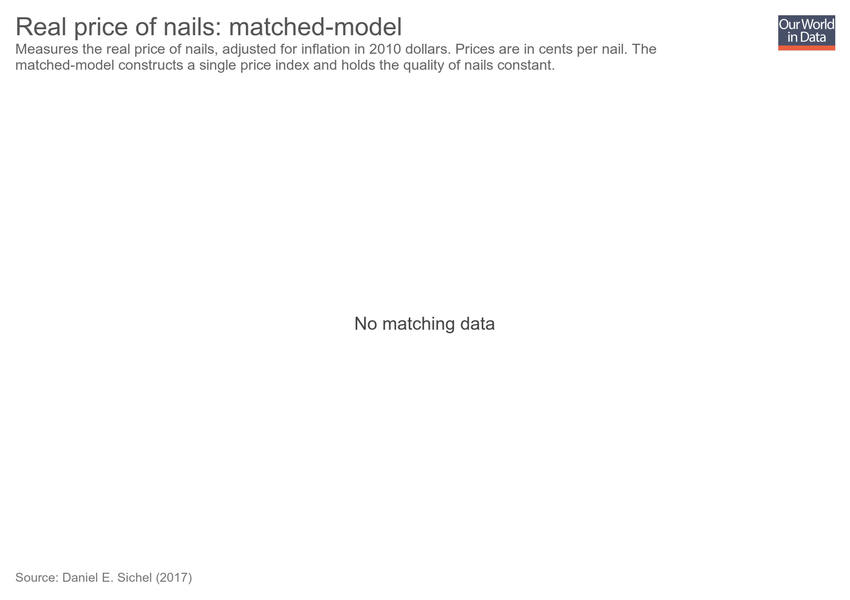 Real price of nails: matched-model
Our World
in Data
Measures the real price of nails, adjusted for inflation in 2010 dollars. Prices are in cents per nail. The
matched-model constructs a single price index and holds the quality of nails constant.
No matching data
Source: Daniel E. Sichel (2017)